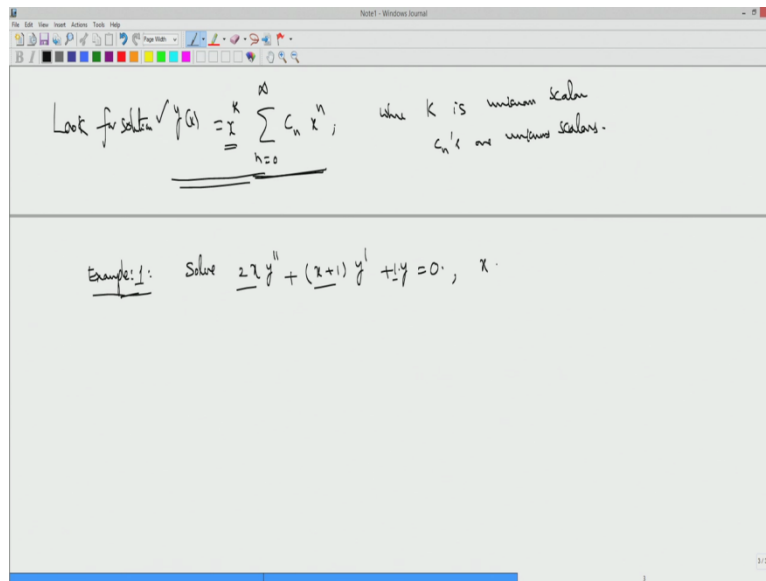 Note1 - Windows Journal
File Edit View Insert Actions Tools Help
Page Width
B I
Look for solution ✓ y(x) = x^k ∑_{n=0}^{∞} c_n x^n, where K is unknown scalar
c_n's are unknown scalars.
Example: 1: Solve 2x y'' + (x+1) y' + 1·y = 0., x.